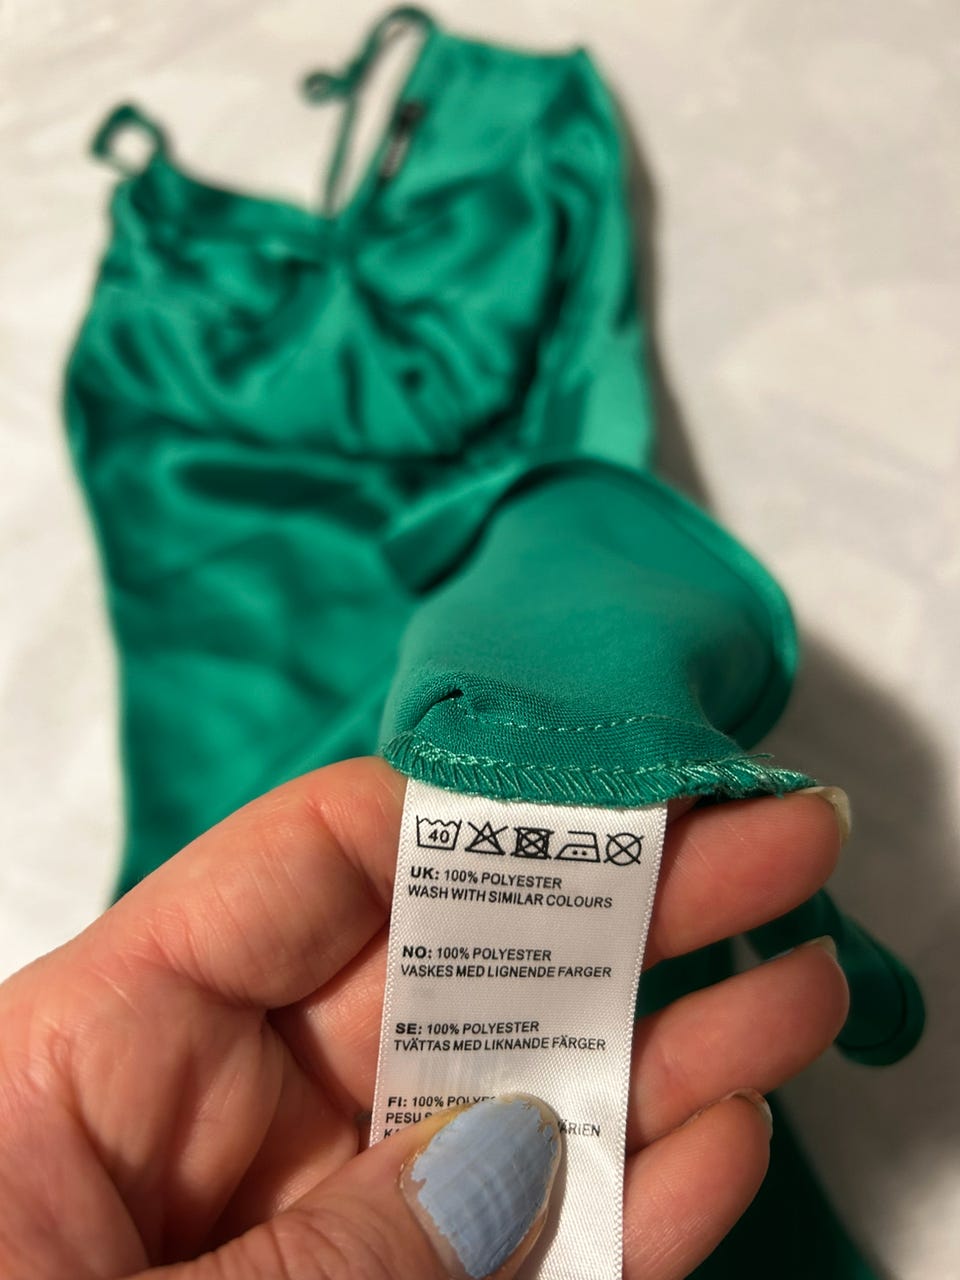 40
UK: 100% POLYESTER
WASH WITH SIMILAR COLOURS
NO: 100% POLYESTER
VASKES MED LIGNENDE FARGER
SE: 100% POLYESTER
TVÄTTAS MED LIKNANDE FÄRGER
FI: 100%
PESU